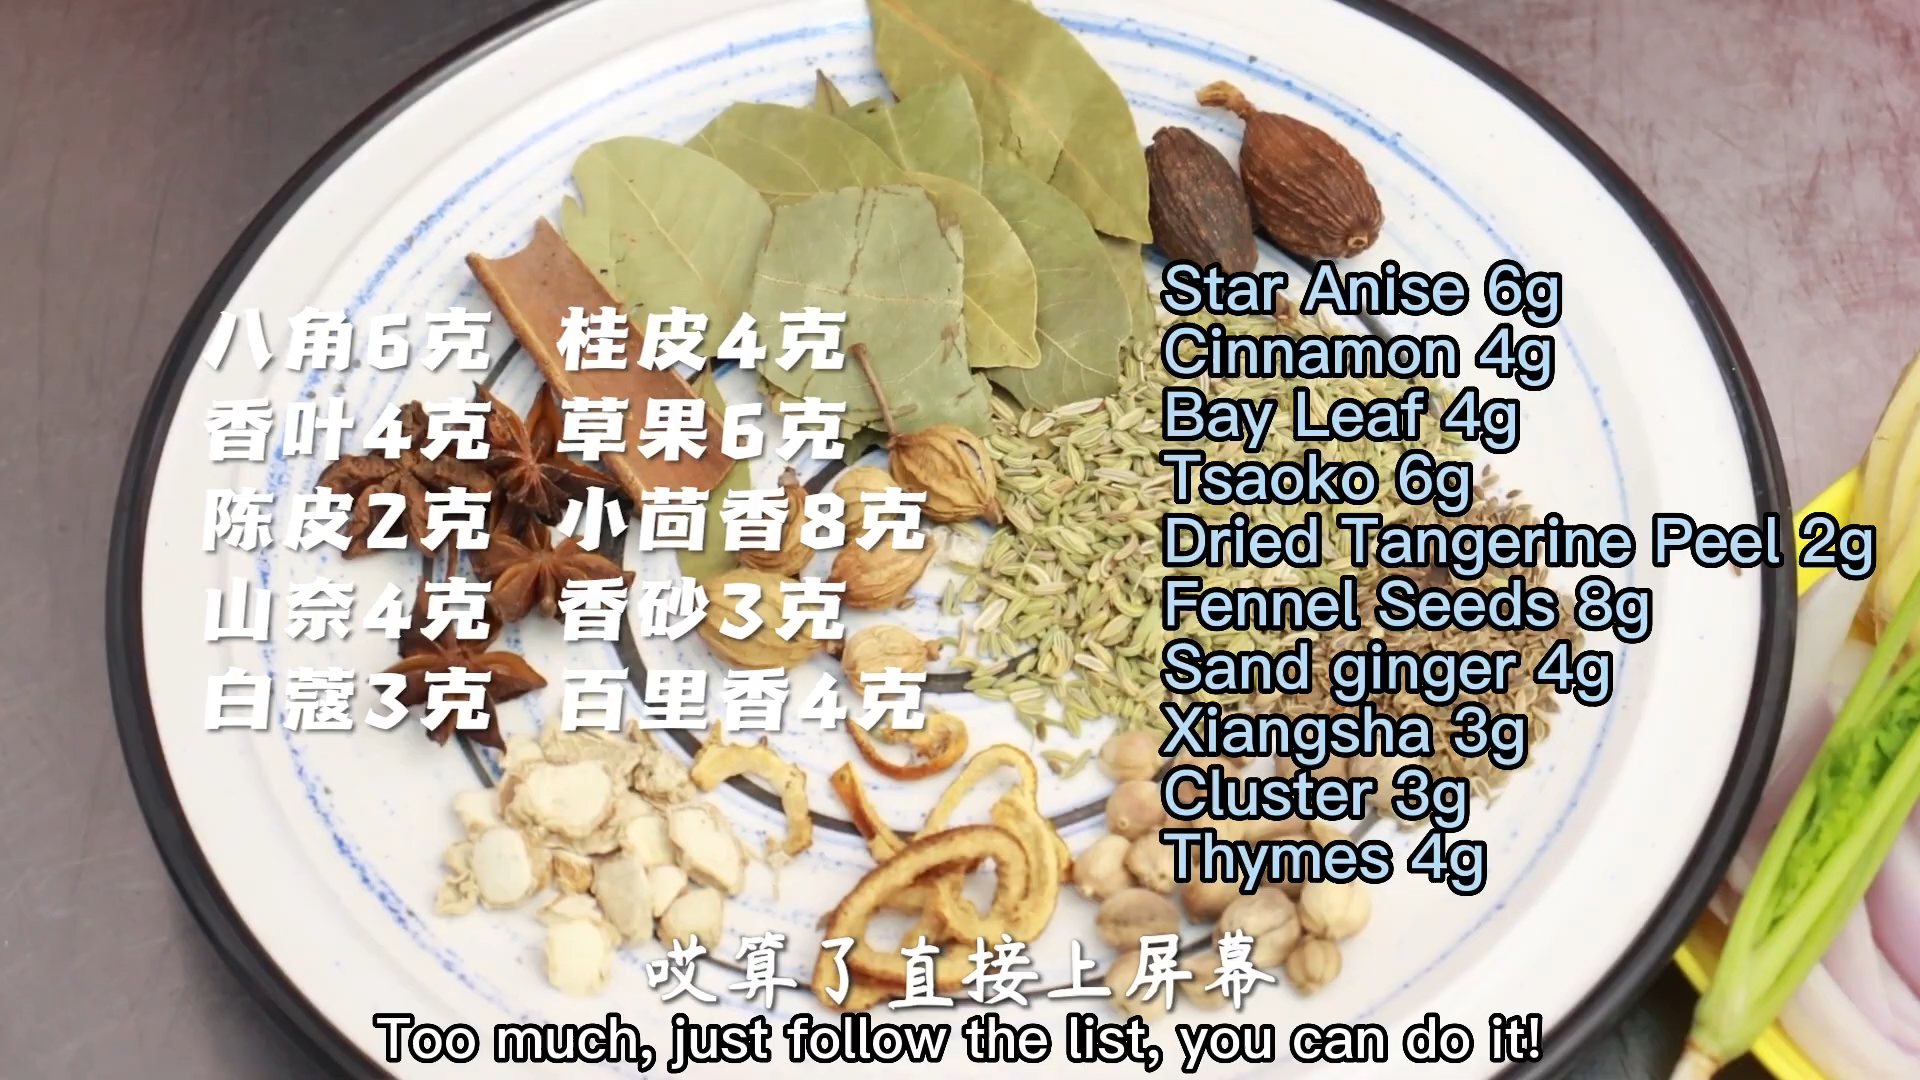 八角6克 桂皮4克
香叶4克 草果6克
陈皮2克 小茴香8克
山奈4克 香砂3克
白蔻3克 百里香4克
Star Anise 6g
Cinnamon 4g
Bay Leaf 4g
Tsaoko 6g
Dried Tangerine Peel 2g
Fennel Seeds 8g
Sand ginger 4g
Xiangsha 3g
Cluster 3g
Thymes 4g
哎算了直接上屏幕
Too much, just follow the list, you can do it!